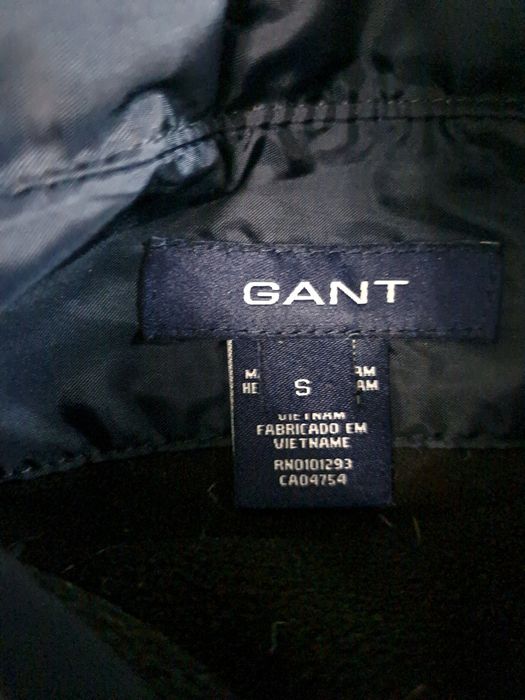 GANT
S
VIETNAM
FABRICADO EM
VIETNAME
RN0101293
CA04754